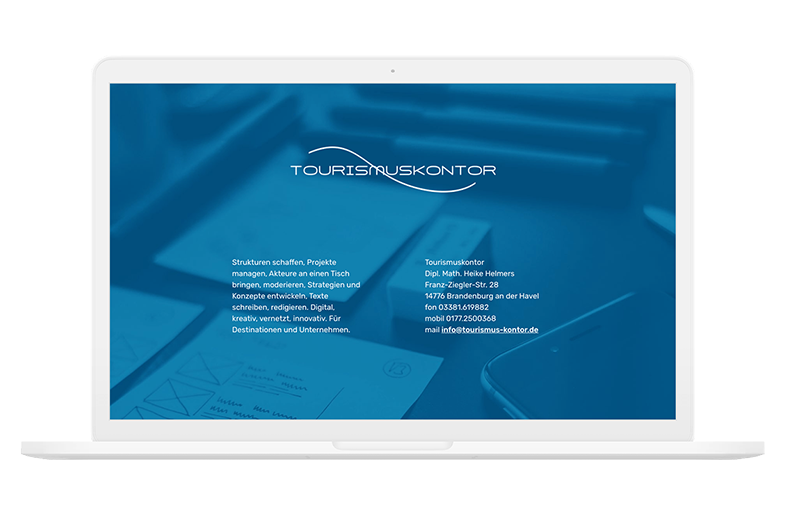 TOURISMUSKONTOR
Strukturen schaffen, Projekte
managen, Akteure an einen Tisch
bringen, moderieren, Strategien und
Konzepte entwickeln, Texte
schreiben, redigieren. Digital,
kreativ, vernetzt, innovativ. Für
Destinationen und Unternehmen.
Tourismuskontor
Dipl. Math. Heike Helmers
Franz-Ziegler-Str. 28
14776 Brandenburg an der Havel
fon 03381.619882
mobil 0177.2500368
mail info@tourismus-kontor.de